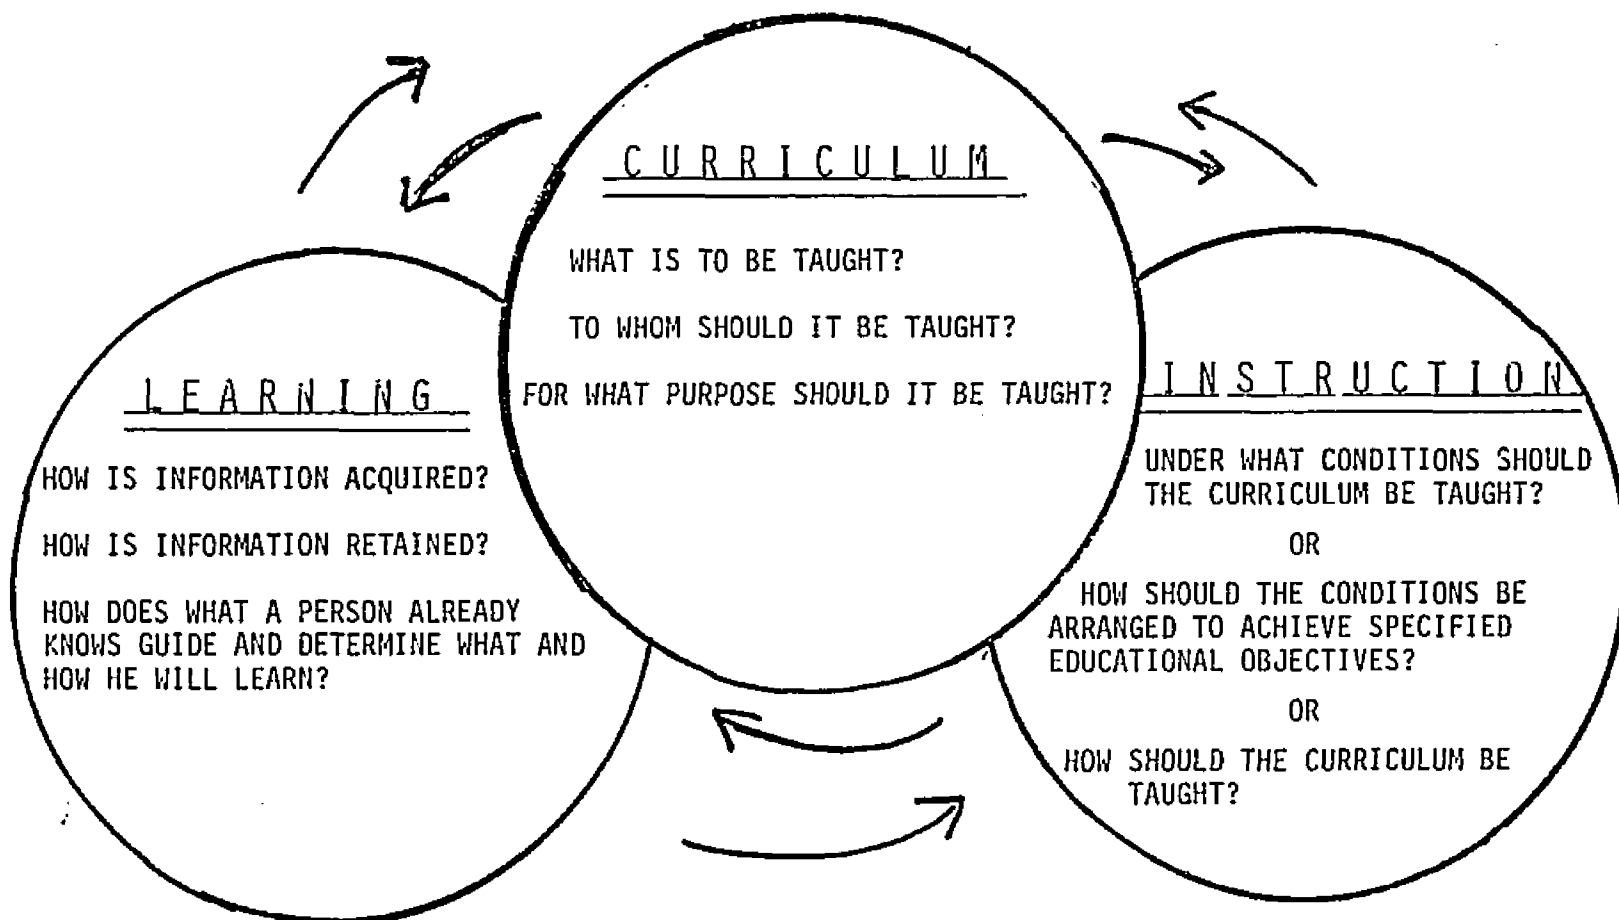 CURRICULUM
WHAT IS TO BE TAUGHT?
TO WHOM SHOULD IT BE TAUGHT?
FOR WHAT PURPOSE SHOULD IT BE TAUGHT?
LEARNING
HOW IS INFORMATION ACQUIRED?
HOW IS INFORMATION RETAINED?
HOW DOES WHAT A PERSON ALREADY
KNOWS GUIDE AND DETERMINE WHAT AND
HOW HE WILL LEARN?
INSTRUCTION
UNDER WHAT CONDITIONS SHOULD
THE CURRICULUM BE TAUGHT?
OR
HOW SHOULD THE CONDITIONS BE
ARRANGED TO ACHIEVE SPECIFIED
EDUCATIONAL OBJECTIVES?
OR
HOW SHOULD THE CURRICULUM BE
TAUGHT?